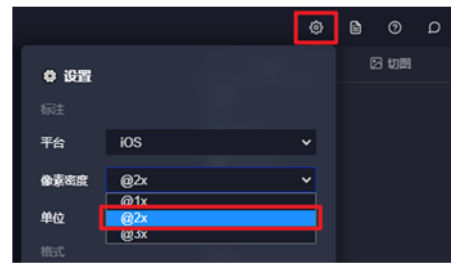 切图
设置
标注
平台 iOS
像素密度 @2x
@1x
单位 @2x
@3x
格式